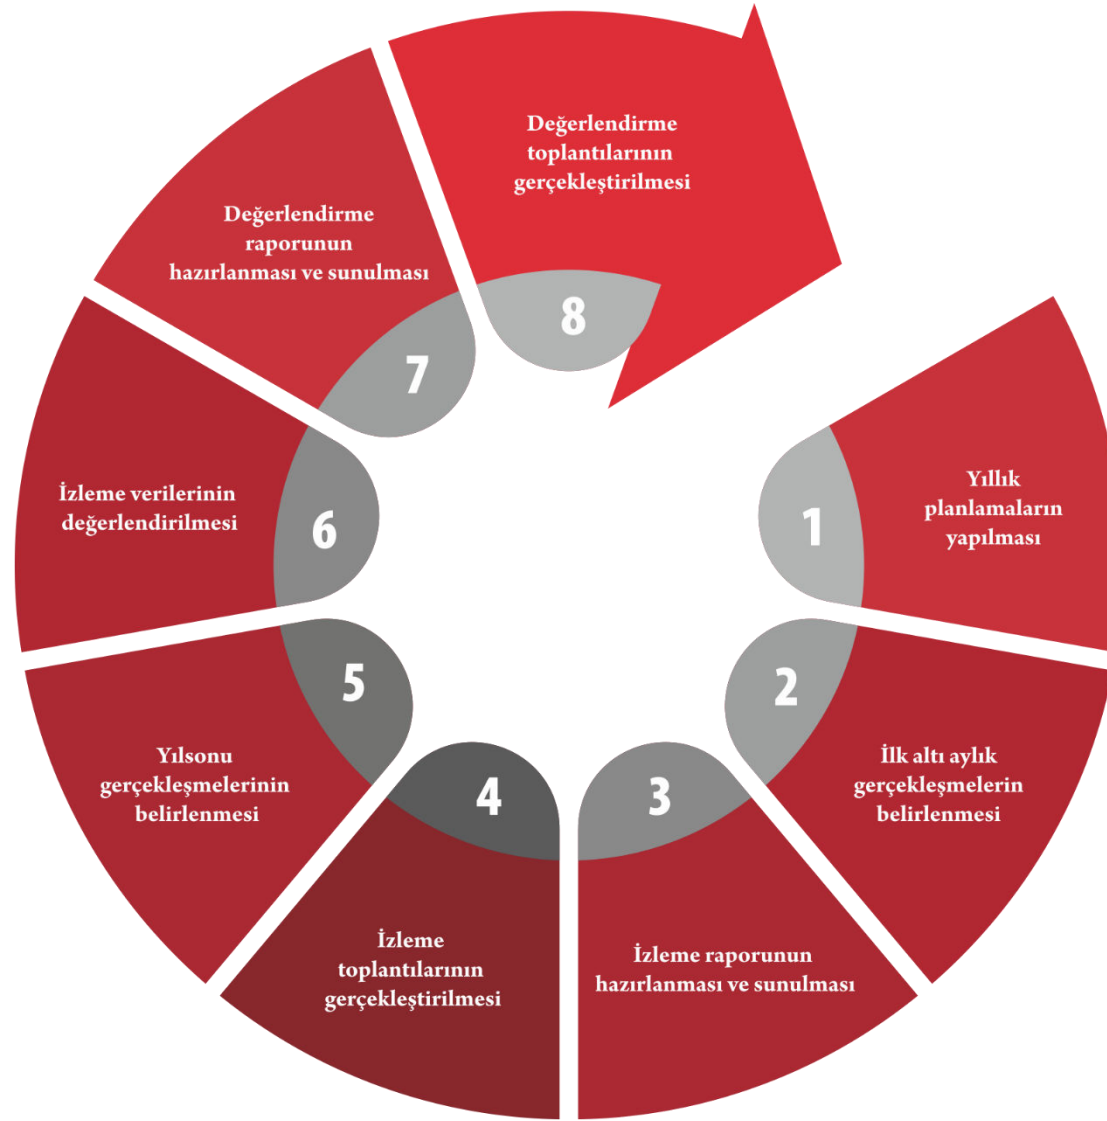 1
Yıllık
planlamaların
yapılması
2
İlk altı aylık
gerçekleşmelerin
belirlenmesi
3
İzleme raporunun
hazırlanması ve sunulması
4
İzleme
toplantılarının
gerçekleştirilmesi
5
Yılsonu
gerçekleşmelerinin
belirlenmesi
6
İzleme verilerinin
değerlendirilmesi
7
Değerlendirme
raporunun
hazırlanması ve sunulması
8
Değerlendirme
toplantılarının
gerçekleştirilmesi